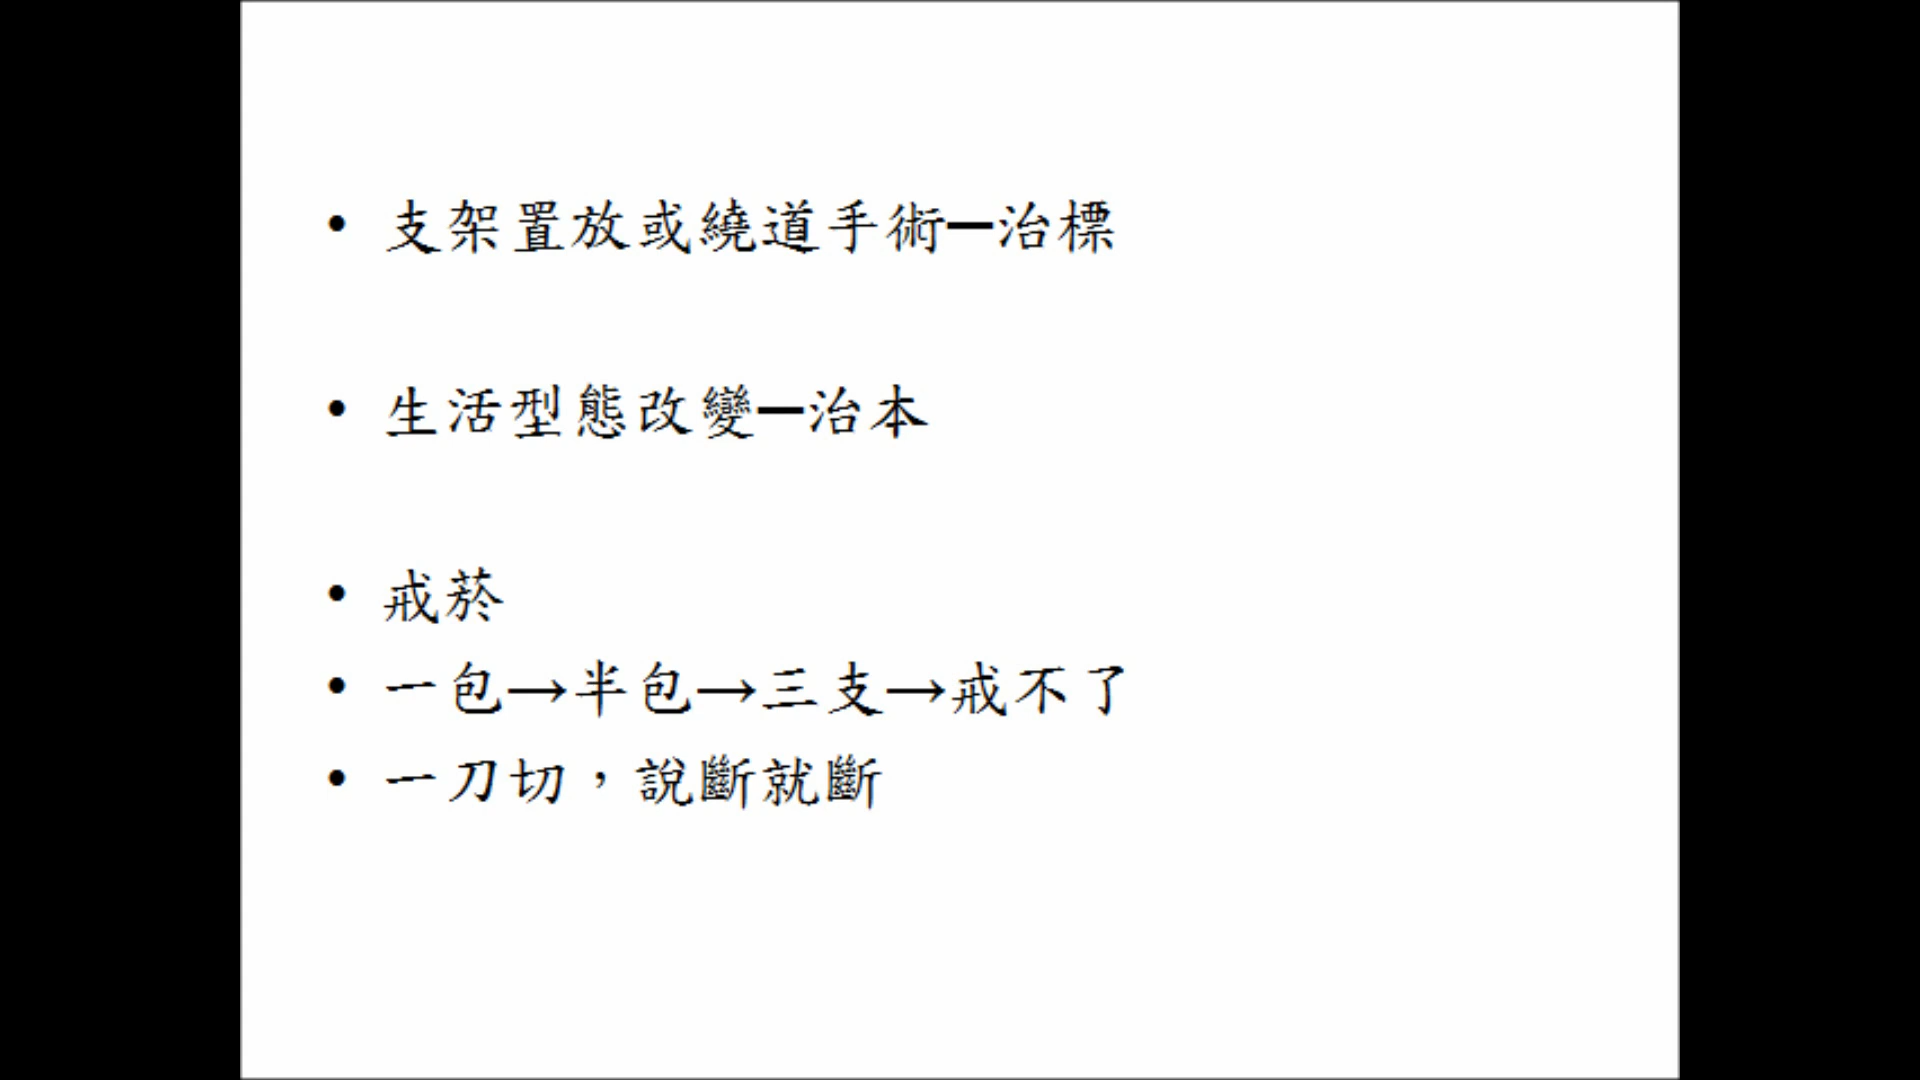 • 支架置放或繞道手術─治標
• 生活型態改變─治本
• 戒菸
• 一包→半包→三支→戒不了
• 一刀切，說斷就斷